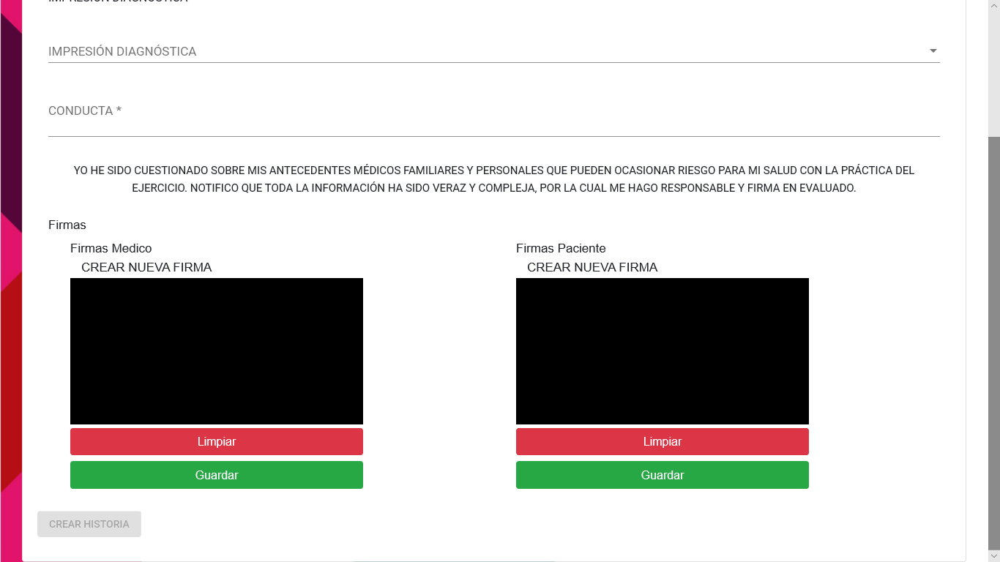 IMPRESIÓN DIAGNÓSTICA
IMPRESIÓN DIAGNÓSTICA
CONDUCTA *
YO HE SIDO CUESTIONADO SOBRE MIS ANTECEDENTES MÉDICOS FAMILIARES Y PERSONALES QUE PUEDEN OCASIONAR RIESGO PARA MI SALUD CON LA PRÁCTICA DEL
EJERCICIO. NOTIFICO QUE TODA LA INFORMACIÓN HA SIDO VERAZ Y COMPLEJA, POR LA CUAL ME HAGO RESPONSABLE Y FIRMA EN EVALUADO.
Firmas
Firmas Medico
CREAR NUEVA FIRMA
Limpiar
Guardar
Firmas Paciente
CREAR NUEVA FIRMA
Limpiar
Guardar
CREAR HISTORIA